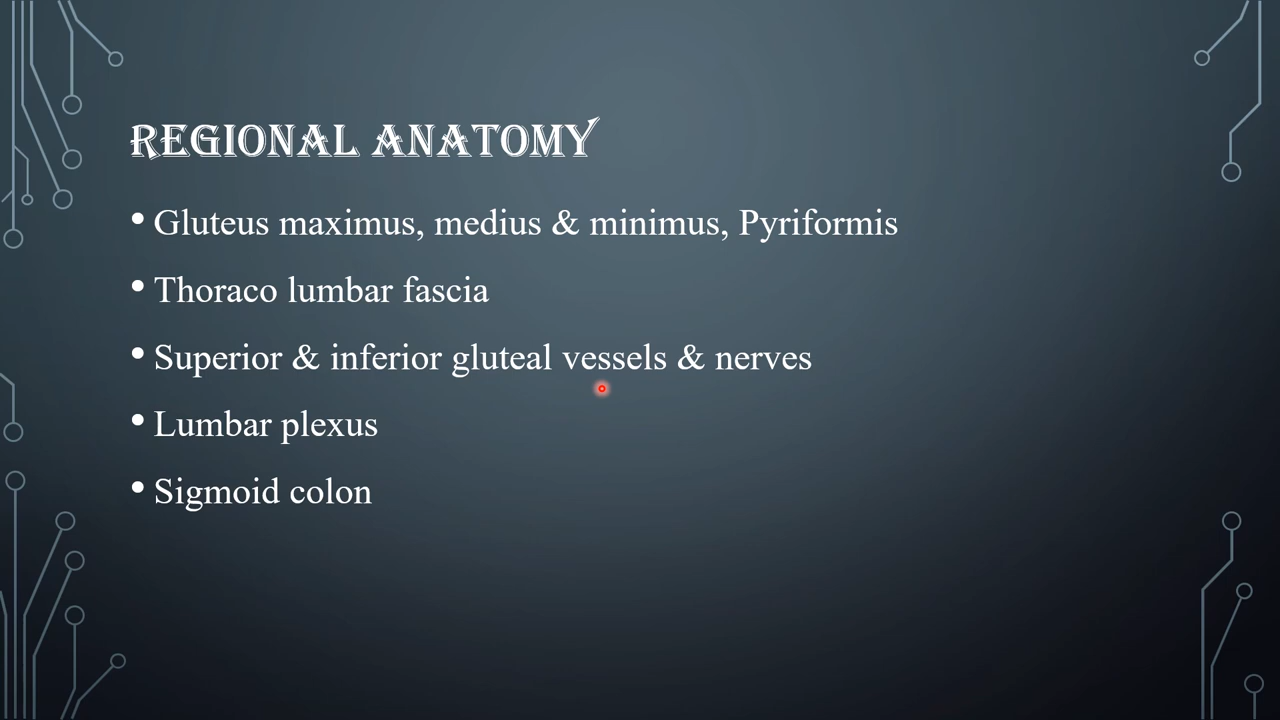 REGIONAL ANATOMY
• Gluteus maximus, medius & minimus, Pyriformis
• Thoraco lumbar fascia
• Superior & inferior gluteal vessels & nerves
• Lumbar plexus
• Sigmoid colon